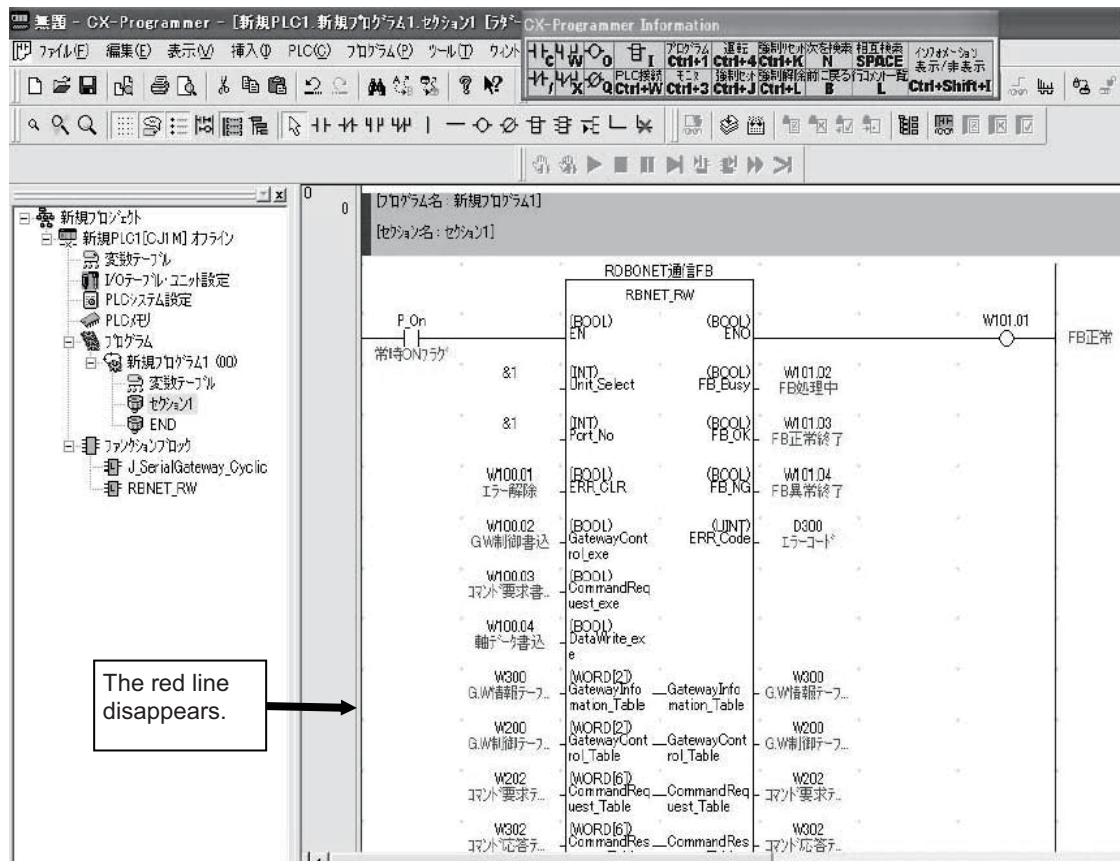 無題 - CX-Programmer - [新規PLC1.新規プログラム1.セクション1 [ラダー
CX-Programmer Information
ファイル(F) 編集(E) 表示(V) 挿入(I) PLC(C) プログラム(P) ツール(T) ウィント
C W O I プログラム Ctrl+1 運転 Ctrl+4 強制リセット Ctrl+K 次を検索 N 相互検索 SPACE インフォメーション 表示/非表示
/ X Q PLC接続 Ctrl+W モニタ Ctrl+3 強制セット Ctrl+J 強制解除 Ctrl+L 前に戻る B 行コメント一覧 L Ctrl+Shift+I
新規プロジェクト
新規PLC1[CJ1M] オフライン
変数テーブル
I/Oテーブル・ユニット設定
PLCシステム設定
PLCメモリ
プログラム
新規プログラム1 (00)
変数テーブル
セクション1
END
ファンクションブロック
J_SerialGateway_Cyclic
RBNET_RW
0
0
[プログラム名 : 新規プログラム1]
[セクション名 : セクション1]
ROBONET通信FB
RBNET_RW
P_On (BOOL) EN (BOOL) ENO W101.01 FB正常
常時ONフラグ
&1 (INT) Unit_Select (BOOL) FB_Busy W101.02 FB処理中
&1 (INT) Port_No (BOOL) FB_OK W101.03 FB正常終了
W100.01 エラー解除 (BOOL) ERR_CLR (BOOL) FB_NG W101.04 FB異常終了
W100.02 G.W制御書込 (BOOL) GatewayControl_exe (UINT) ERR_Code D300 エラーコード
W100.03 コマンド要求書.. (BOOL) CommandRequest_exe
W100.04 軸データ書込 (BOOL) DataWrite_exe
W300 G.W情報テーブ.. (WORD[2]) GatewayInformation_Table GatewayInformation_Table W300 G.W情報テーブ..
W200 G.W制御テーブ.. (WORD[2]) GatewayControl_Table GatewayControl_Table W200 G.W制御テーブ..
W202 コマンド要求テ.. (WORD[6]) CommandRequest_Table CommandRequest_Table W202 コマンド要求テ..
W302 コマンド応答テ.. (WORD[6]) CommandRes CommandRes W302 コマンド応答テ..
The red line
disappears.